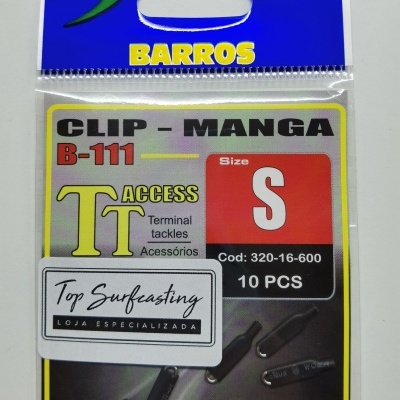 BARROS
CLIP - MANGA
B-111
TT ACCESS
Terminal
tackles
Acessórios
Size
S
Cod: 320-16-600
10 PCS
Top Surfcasting
LOJA ESPECIALIZADA